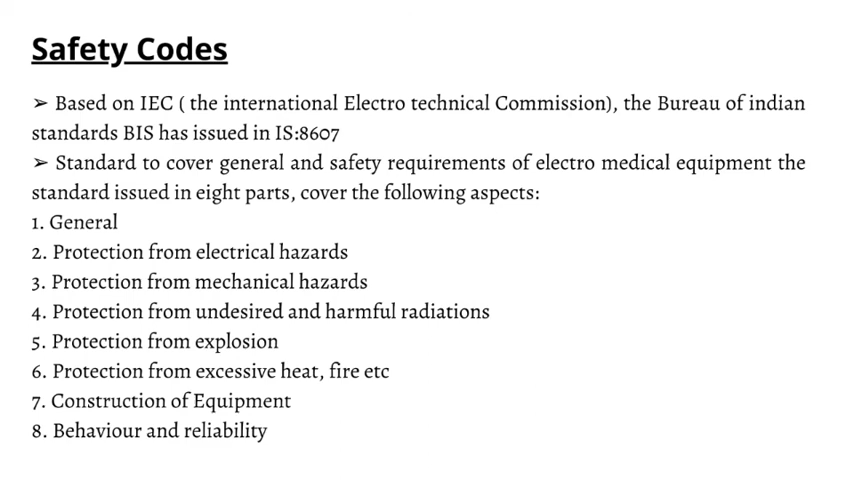 Safety Codes
➢ Based on IEC ( the international Electro technical Commission), the Bureau of indian
standards BIS has issued in IS:8607
➢ Standard to cover general and safety requirements of electro medical equipment the
standard issued in eight parts, cover the following aspects:
1. General
2. Protection from electrical hazards
3. Protection from mechanical hazards
4. Protection from undesired and harmful radiations
5. Protection from explosion
6. Protection from excessive heat, fire etc
7. Construction of Equipment
8. Behaviour and reliability